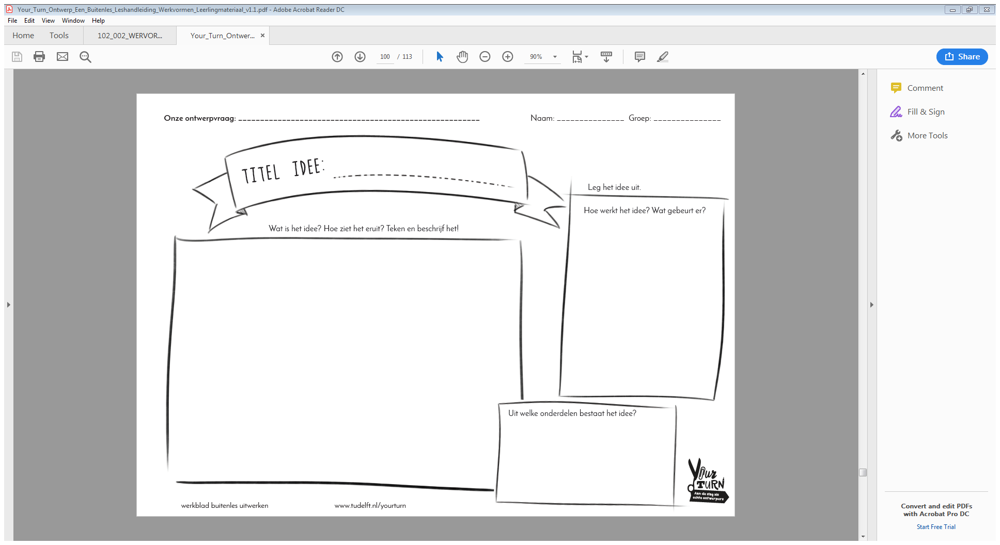 Your_Turn_Ontwerp_Een_Buitenles_Leshandleiding_Werkvormen_Leerlingmateriaal_v1.1.pdf - Adobe Acrobat Reader DC
File Edit View Window Help
Home Tools 102_002_WERVOR... Your_Turn_Ontwer... ×
100 / 113 90% Share
Comment
Fill & Sign
More Tools
Onze ontwerpvraag: ____________________________________________________ Naam: _______________ Groep: _______________
TITEL IDEE:
Leg het idee uit.
Hoe werkt het idee? Wat gebeurt er?
Wat is het idee? Hoe ziet het eruit? Teken en beschrijf het!
Uit welke onderdelen bestaat het idee?
Your
TURN
Aan de slag als
echte ontwerpers
werkblad buitenles uitwerken www.tudelft.nl/yourturn
Convert and edit PDFs
with Acrobat Pro DC
Start Free Trial